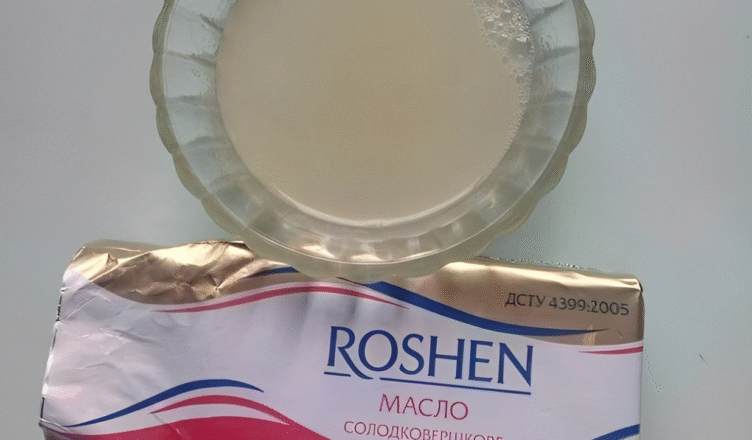 ДСТУ 4399:2005
ROSHEN
МАСЛО
СОЛОДКОВЕРШКОВЕ